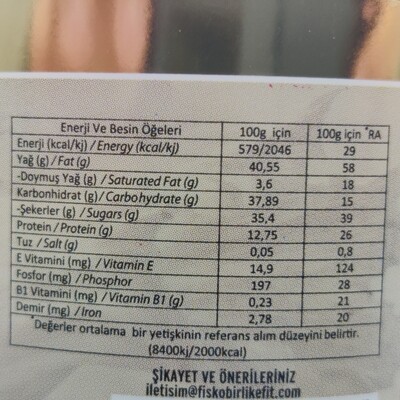 Enerji Ve Besin Öğeleri 100g için 100g için *RA
Enerji (kcal/kj) / Energy (kcal/kj) 579/2046 29
Yağ (g) / Fat (g) 40,55 58
-Doymuş Yağ (g) / Saturated Fat (g) 3,6 18
Karbonhidrat (g) / Carbohydrate (g) 37,89 15
-Şekerler (g) / Sugars (g) 35,4 39
Protein / Protein (g) 12,75 26
Tuz / Salt (g) 0,05 0,8
E Vitamini (mg) / Vitamin E 14,9 124
Fosfor (mg) / Phosphor 197 28
B1 Vitamini (mg) / Vitamin B1 (g) 0,23 21
Demir (mg) / Iron 2,78 20
*Değerler ortalama bir yetişkinin referans alım düzeyini belirtir.
(8400kj/2000kcal)
ŞİKAYET VE ÖNERİLERİNİZ
iletisim@fiskobirlikefit.com